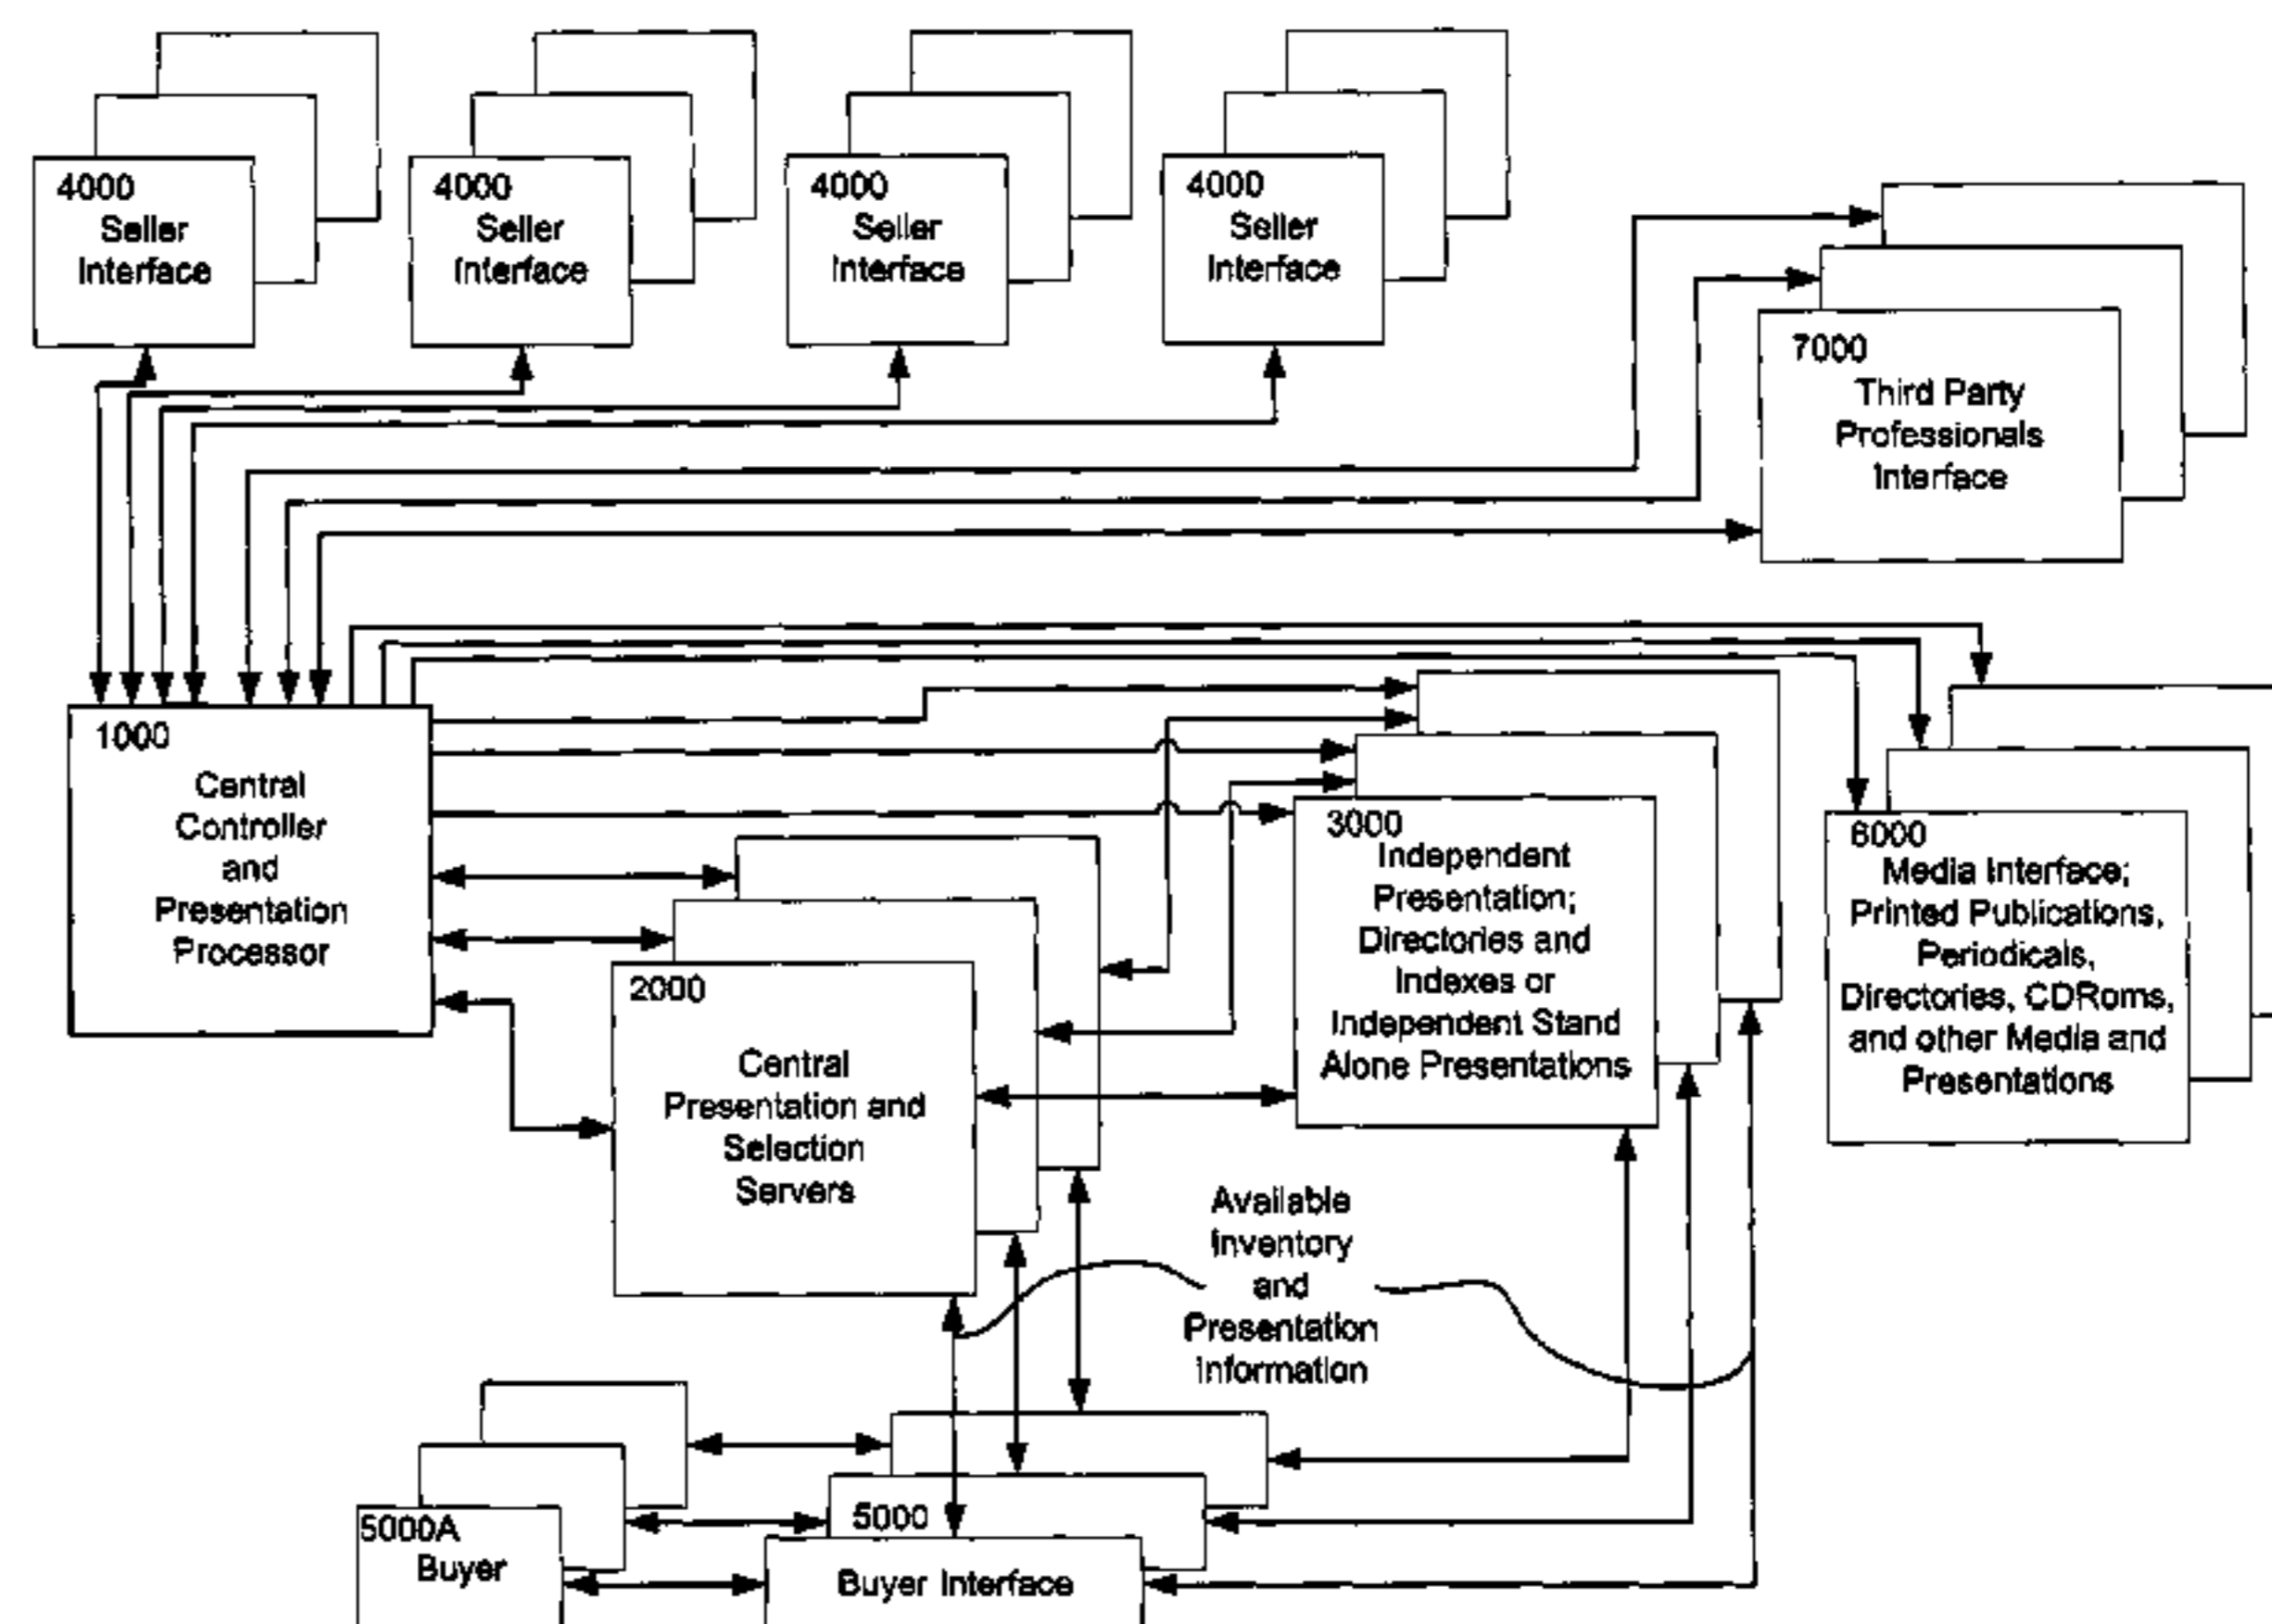 4000
Seller
Interface
4000
Seller
Interface
4000
Seller
Interface
4000
Seller
Interface
7000
Third Party
Professionals
Interface
1000
Central
Controller
and
Presentation
Processor
2000
Central
Presentation and
Selection
Servers
3000
Independent
Presentation;
Directories and
Indexes or
Independent Stand
Alone Presentations
6000
Media Interface;
Printed Publications,
Periodicals,
Directories, CDRoms,
and other Media and
Presentations
Available
Inventory
and
Presentation
Information
5000A
Buyer
5000
Buyer Interface